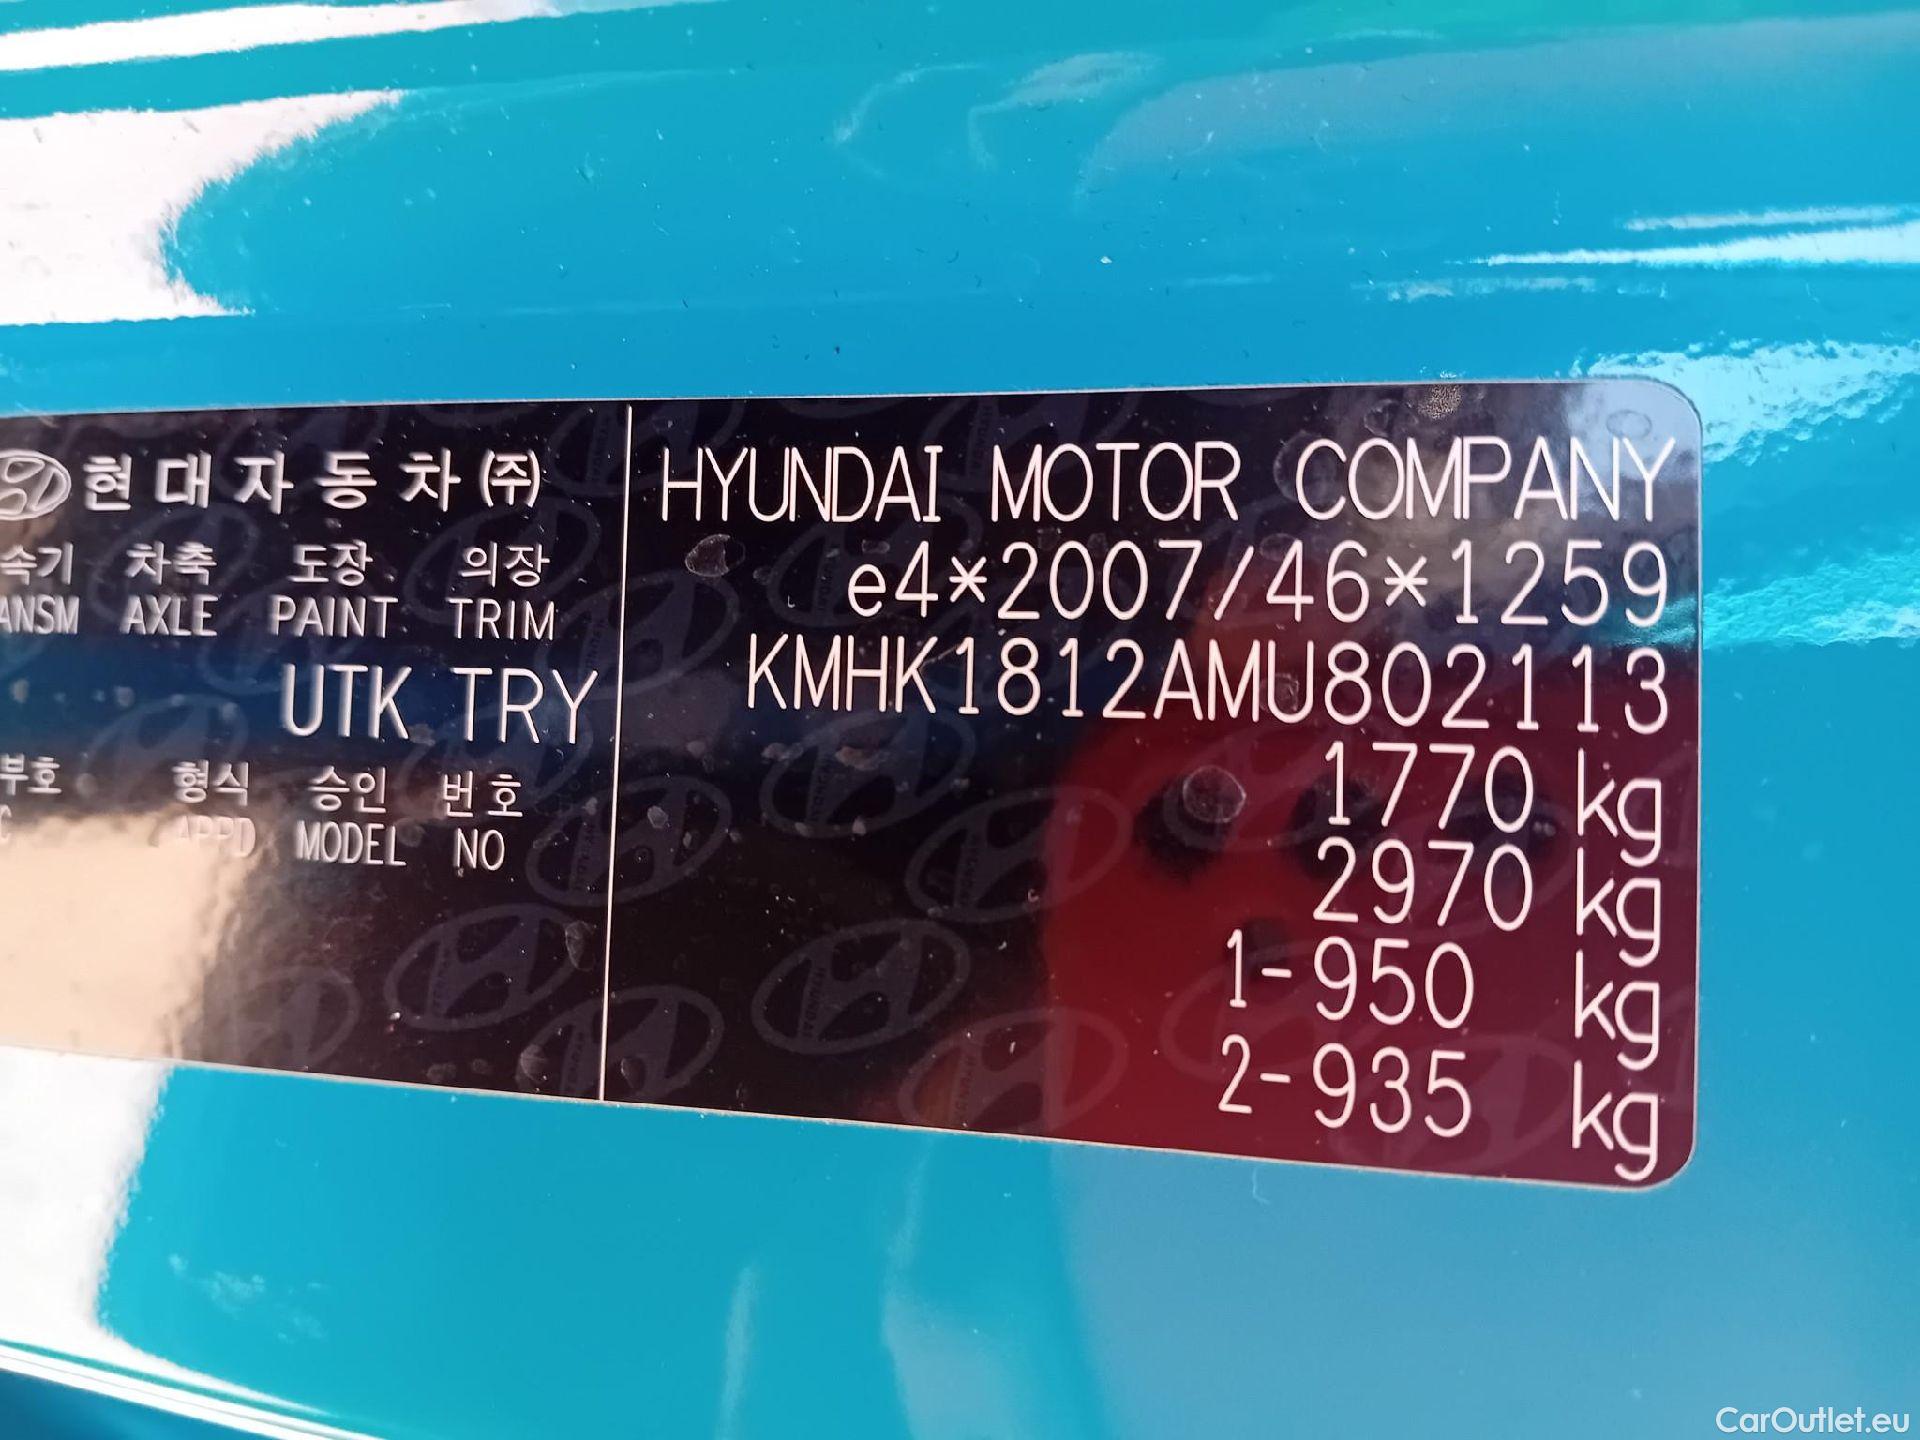 현대자동차(주)
속기 차축 도장 의장
ANSM AXLE PAINT TRIM
UTK TRY
부호 형식 승인 번호
C APPD MODEL NO
HYUNDAI MOTOR COMPANY
e4*2007/46*1259
KMHK1812AMU802113
1770 kg
2970 kg
1-950 kg
2-935 kg
CarOutlet.eu